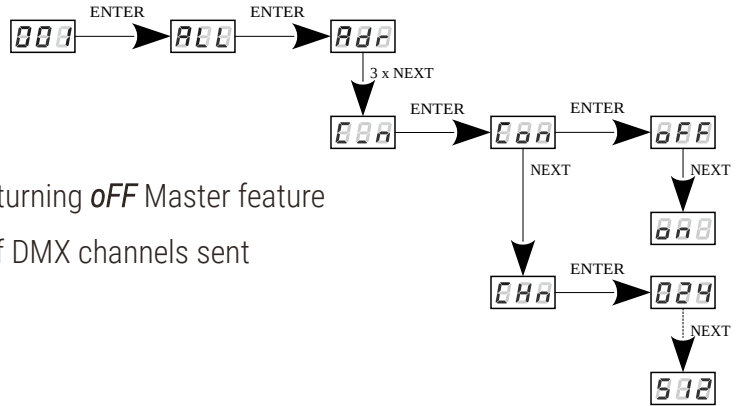 ENTER ENTER
001 ALL Adr
3 x NEXT
ENTER ENTER
C_n Con oFF
NEXT NEXT
turning oFF Master feature
on
f DMX channels sent
ENTER
CHn 024
NEXT
512